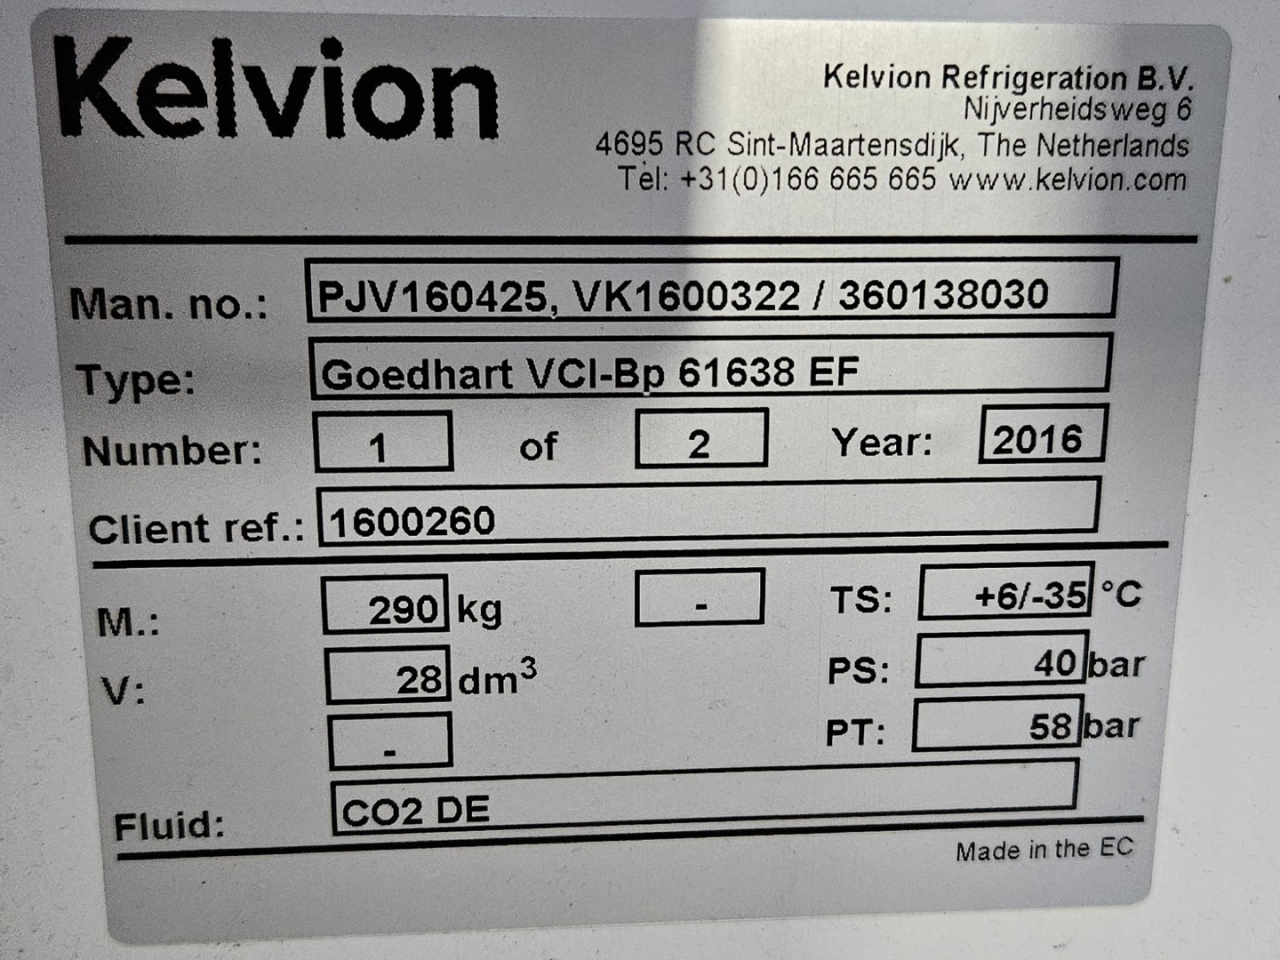 Kelvion
Kelvion Refrigeration B.V.
Nijverheidsweg 6
4695 RC Sint-Maartensdijk, The Netherlands
Tel: +31(0)166 665 665 www.kelvion.com
Man. no.: PJV160425, VK1600322 / 360138030
Type: Goedhart VCI-Bp 61638 EF
Number: 1 of 2 Year: 2016
Client ref.: 1600260
M.: 290 kg - TS: +6/-35 °C
V: 28 dm³ PS: 40 bar
- PT: 58 bar
Fluid: CO2 DE
Made in the EC